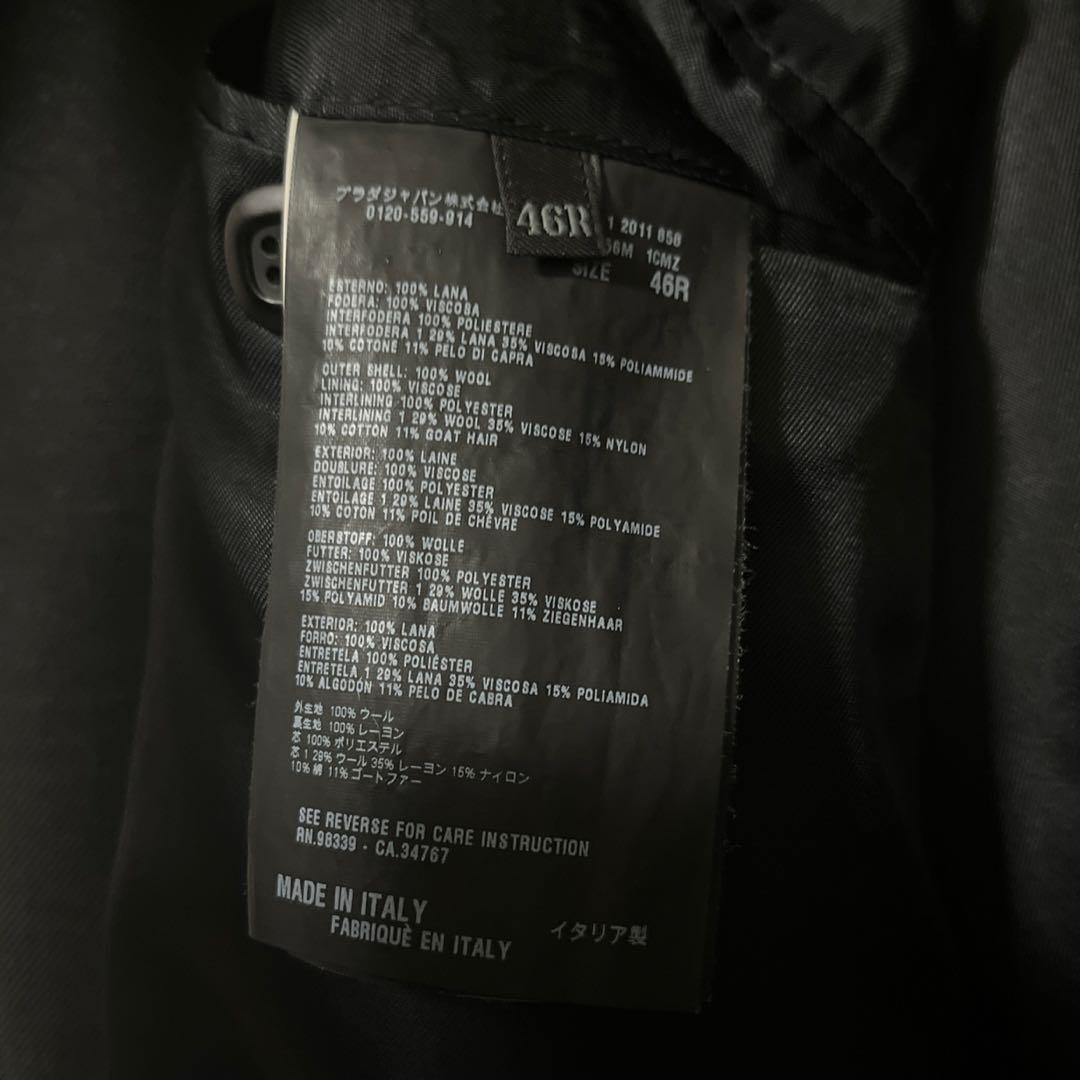 プラダジャパン株式会社
0120-559-914
46R
1 2011 658
56M 1CMZ
SIZE 46R
ESTERNO: 100% LANA
FODERA: 100% VISCOSA
INTERFODERA 100% POLIESTERE
INTERFODERA 1 29% LANA 35% VISCOSA 15% POLIAMMIDE
10% COTONE 11% PELO DI CAPRA
OUTER SHELL: 100% WOOL
LINING: 100% VISCOSE
INTERLINING 100% POLYESTER
INTERLINING 1 29% WOOL 35% VISCOSE 15% NYLON
10% COTTON 11% GOAT HAIR
EXTERIOR: 100% LAINE
DOUBLURE: 100% VISCOSE
ENTOILAGE 100% POLYESTER
ENTOILAGE 1 29% LAINE 35% VISCOSE 15% POLYAMIDE
10% COTON 11% POIL DE CHÈVRE
OBERSTOFF: 100% WOLLE
FUTTER: 100% VISKOSE
ZWISCHENFUTTER 100% POLYESTER
ZWISCHENFUTTER 1 29% WOLLE 35% VISKOSE
15% POLYAMID 10% BAUMWOLLE 11% ZIEGENHAAR
EXTERIOR: 100% LANA
FORRO: 100% VISCOSA
ENTRETELA 100% POLIÉSTER
ENTRETELA 1 29% LANA 35% VISCOSA 15% POLIAMIDA
10% ALGODÓN 11% PELO DE CABRA
外生地 100% ウール
裏生地 100% レーヨン
芯 100% ポリエステル
芯 1 29% ウール 35% レーヨン 15% ナイロン
10% 綿 11% ゴートファー
SEE REVERSE FOR CARE INSTRUCTION
RN.98339 - CA.34767
MADE IN ITALY
FABRIQUÈ EN ITALY
イタリア製